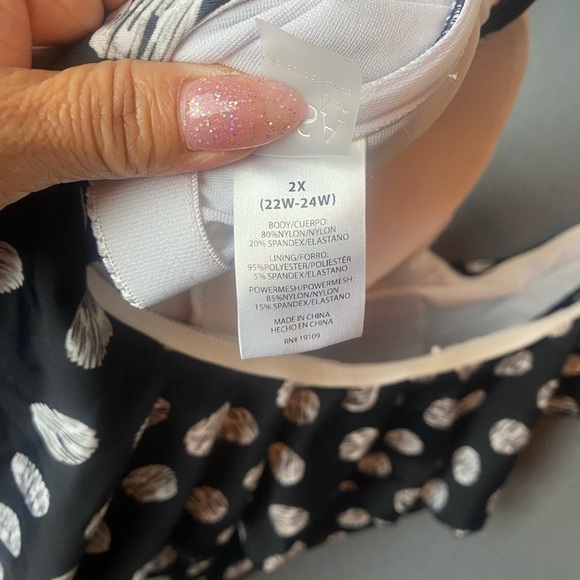 2X
(22W-24W)
BODY/CUERPO:
80%NYLON/NYLON
20% SPANDEX/ELASTANO
LINING/FORRO:
95%POLYESTER/POLIESTÉR
5% SPANDEX/ELASTANO
POWERMESH/POWERMESH:
85%NYLON/NYLON
15% SPANDEX/ELASTANO
MADE IN CHINA
HECHO EN CHINA
RN# 19109